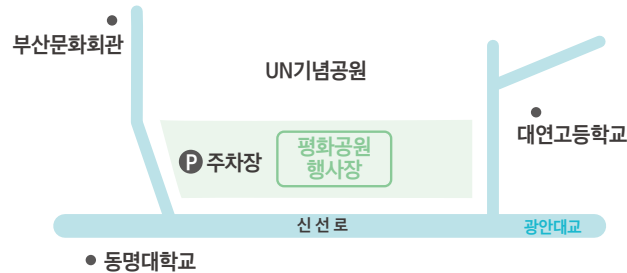 부산문화회관
UN기념공원
대연고등학교
P 주차장
평화공원
행사장
신선로
광안대교
동명대학교